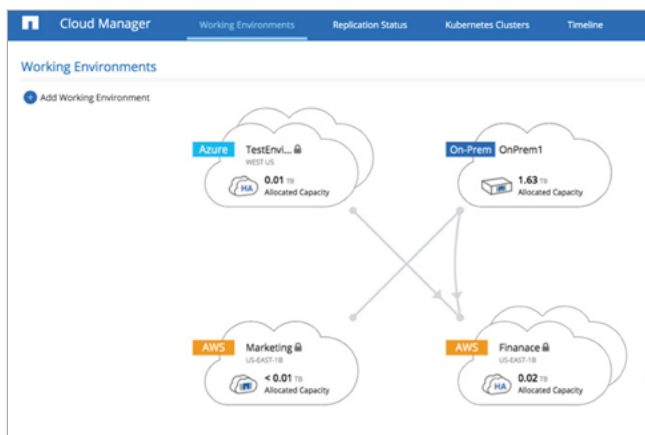 Cloud Manager
Working Environments
Replication Status
Kubernetes Clusters
Timeline
Working Environments
+ Add Working Environment
Azure
TestEnvi...
WEST US
HA
0.01 TB
Allocated Capacity
On-Prem
OnPrem1
1.63 TB
Allocated Capacity
AWS
Marketing
US-EAST-1B
< 0.01 TB
Allocated Capacity
AWS
Finanace
US-EAST-1B
HA
0.02 TB
Allocated Capacity